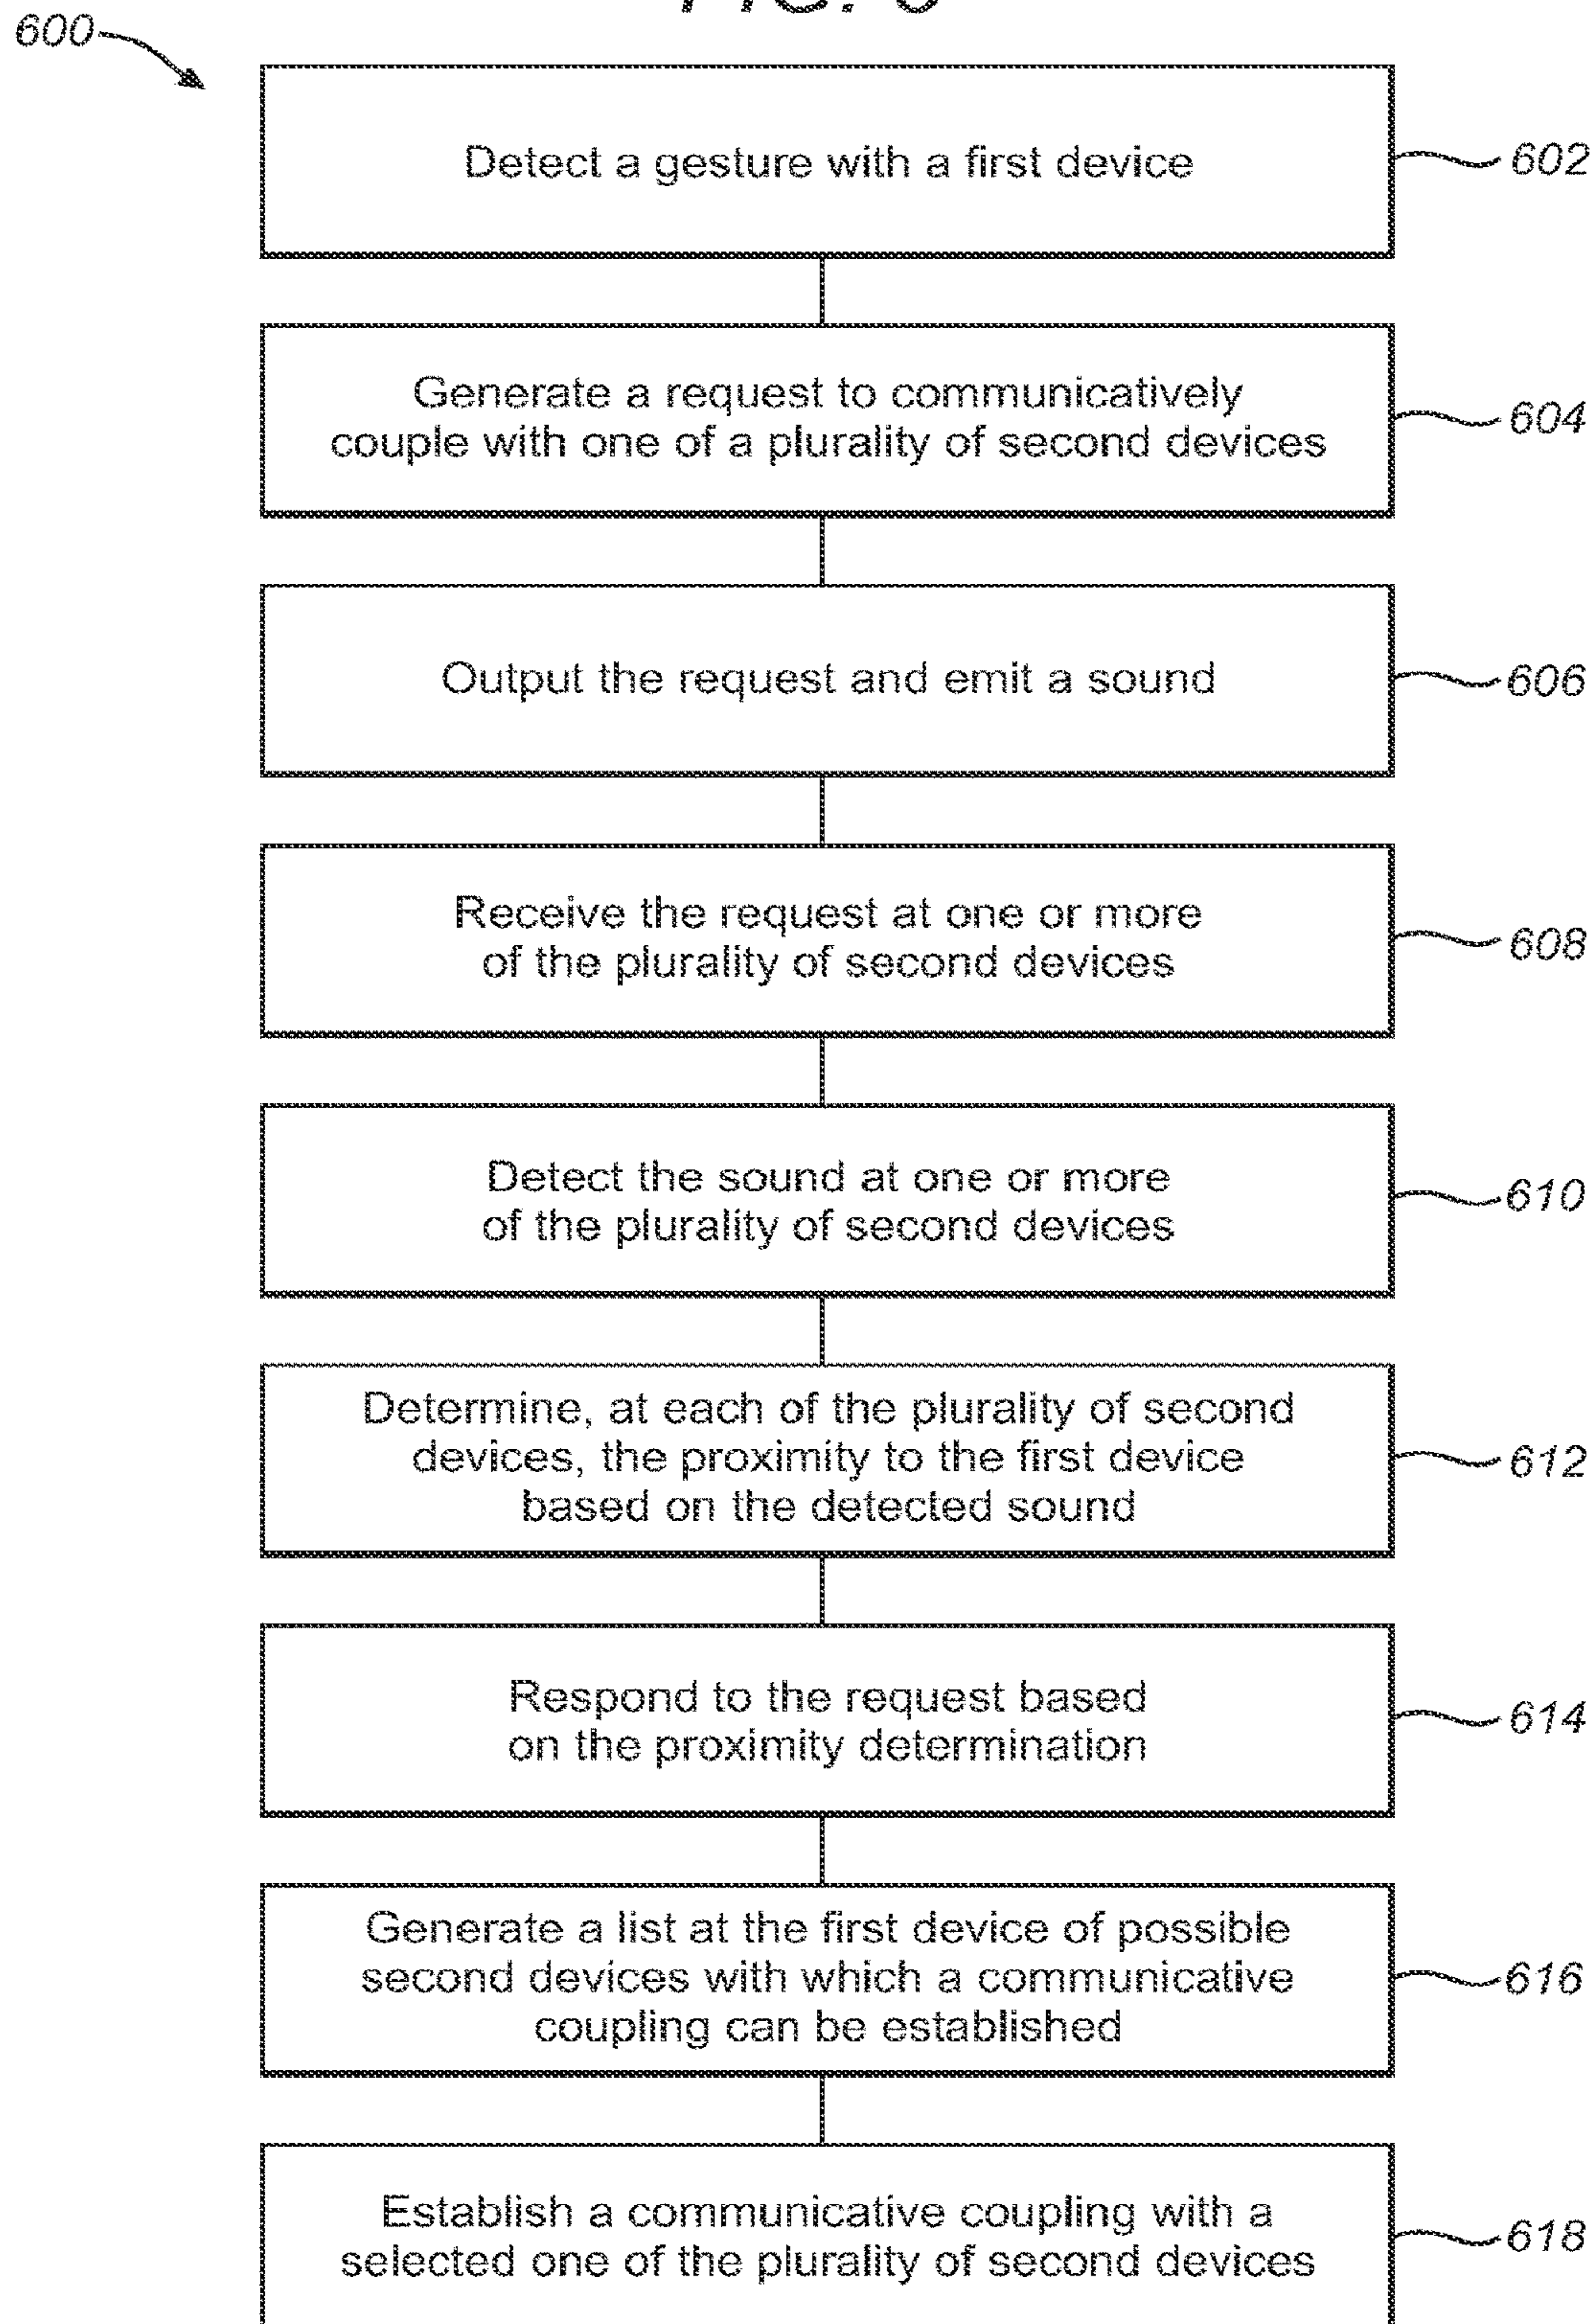 FIG. 6
600
Detect a gesture with a first device
602
Generate a request to communicatively
couple with one of a plurality of second devices
604
Output the request and emit a sound
606
Receive the request at one or more
of the plurality of second devices
608
Detect the sound at one or more
of the plurality of second devices
610
Determine, at each of the plurality of second
devices, the proximity to the first device
based on the detected sound
612
Respond to the request based
on the proximity determination
614
Generate a list at the first device of possible
second devices with which a communicative
coupling can be established
616
Establish a communicative coupling with a
selected one of the plurality of second devices
618